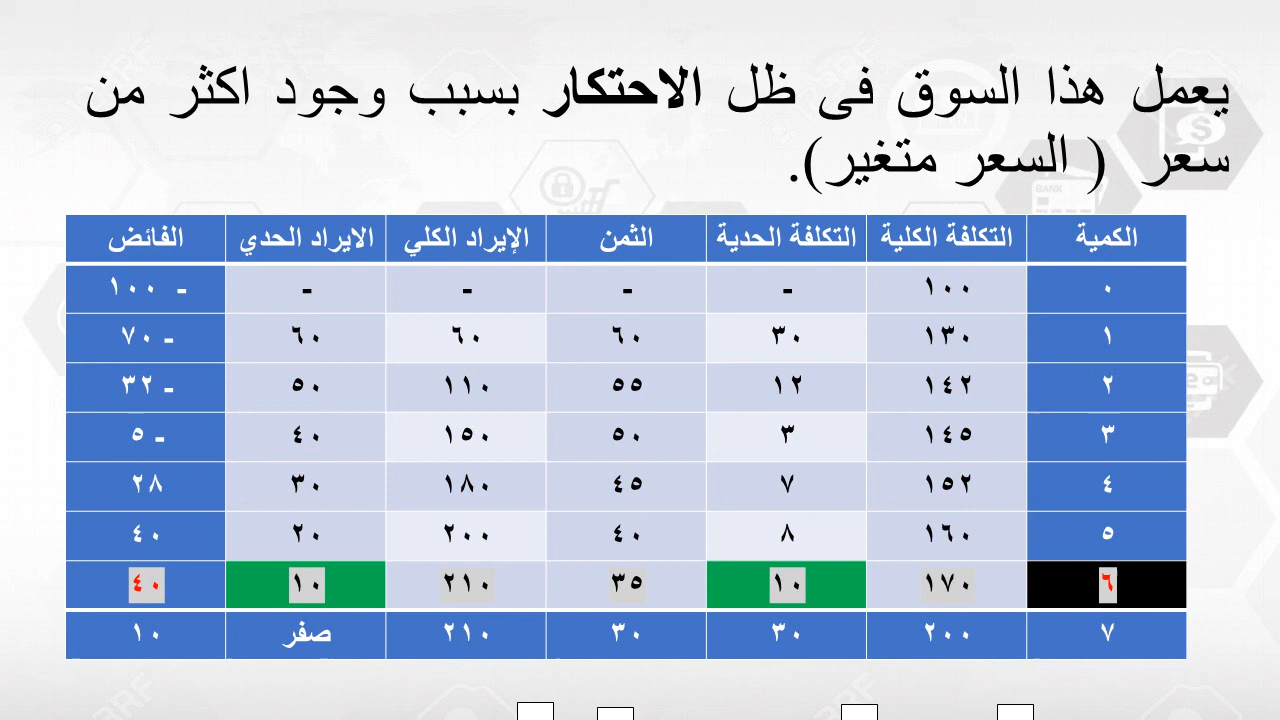 يعمل هذا السوق فى ظل الاحتكار بسبب وجود اكثر من
سعر ( السعر متغير).
الكمية التكلفة الكلية التكلفة الحدية الثمن الإيراد الكلي الايراد الحدي الفائض
٠ ١٠٠ - - - - - ١٠٠
١ ١٣٠ ٣٠ ٦٠ ٦٠ ٦٠ - ٧٠
٢ ١٤٢ ١٢ ٥٥ ١١٠ ٥٠ - ٣٢
٣ ١٤٥ ٣ ٥٠ ١٥٠ ٤٠ - ٥
٤ ١٥٢ ٧ ٤٥ ١٨٠ ٣٠ ٢٨
٥ ١٦٠ ٨ ٤٠ ٢٠٠ ٢٠ ٤٠
٦ ١٧٠ ١٠ ٣٥ ٢١٠ ١٠ ٤٠
٧ ٢٠٠ ٣٠ ٣٠ ٢١٠ صفر ١٠
BANK